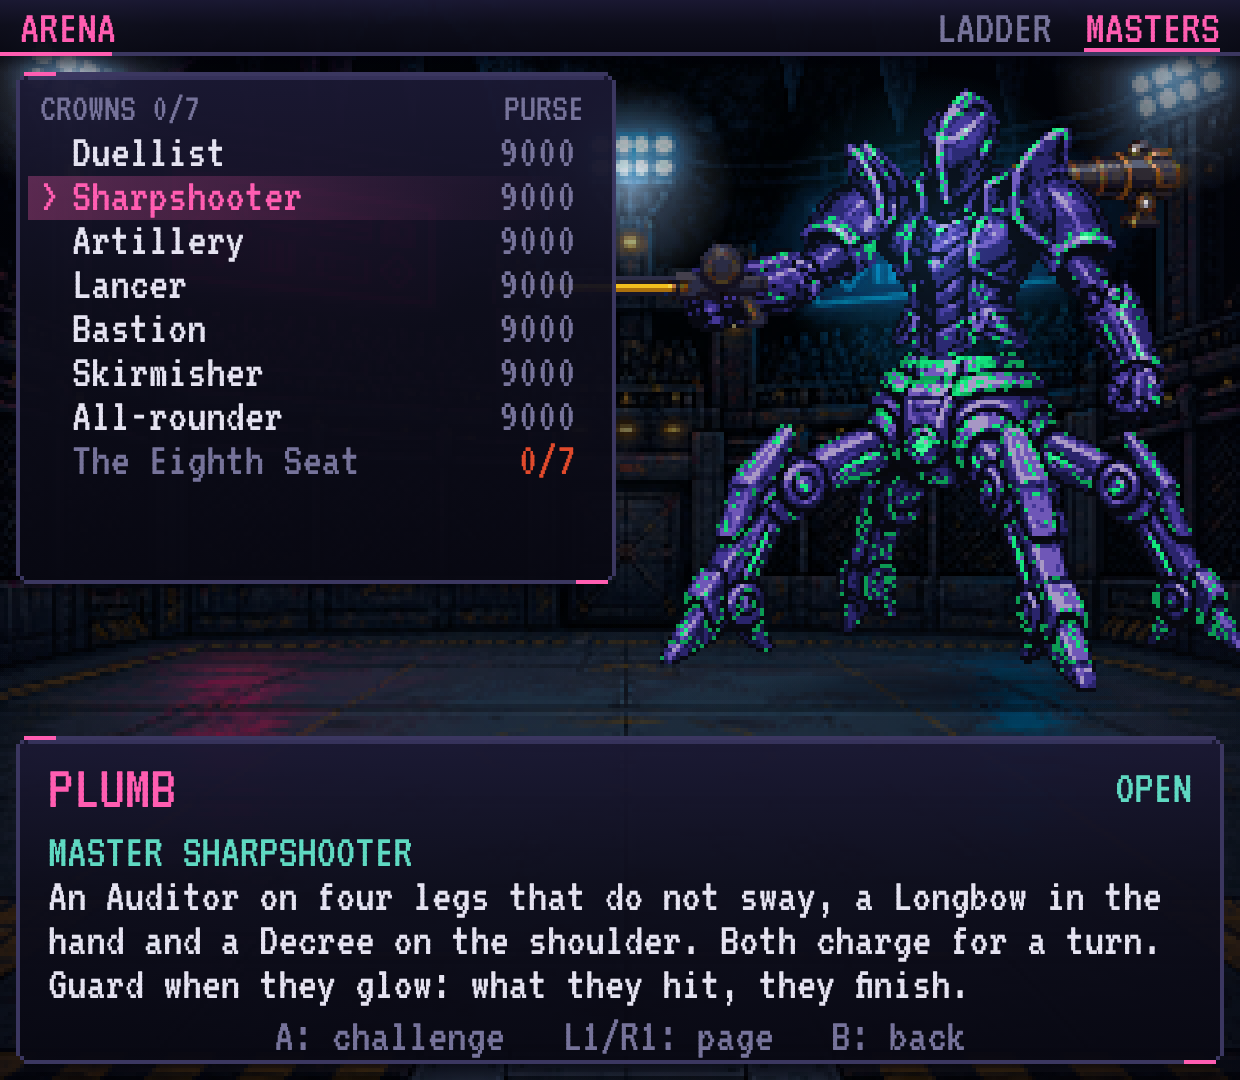 ARENA LADDER MASTERS
CROWNS 0/7 PURSE
Duellist 9000
> Sharpshooter 9000
Artillery 9000
Lancer 9000
Bastion 9000
Skirmisher 9000
All-rounder 9000
The Eighth Seat 0/7
PLUMB OPEN
MASTER SHARPSHOOTER
An Auditor on four legs that do not sway, a Longbow in the
hand and a Decree on the shoulder. Both charge for a turn.
Guard when they glow: what they hit, they finish.
A: challenge L1/R1: page B: back